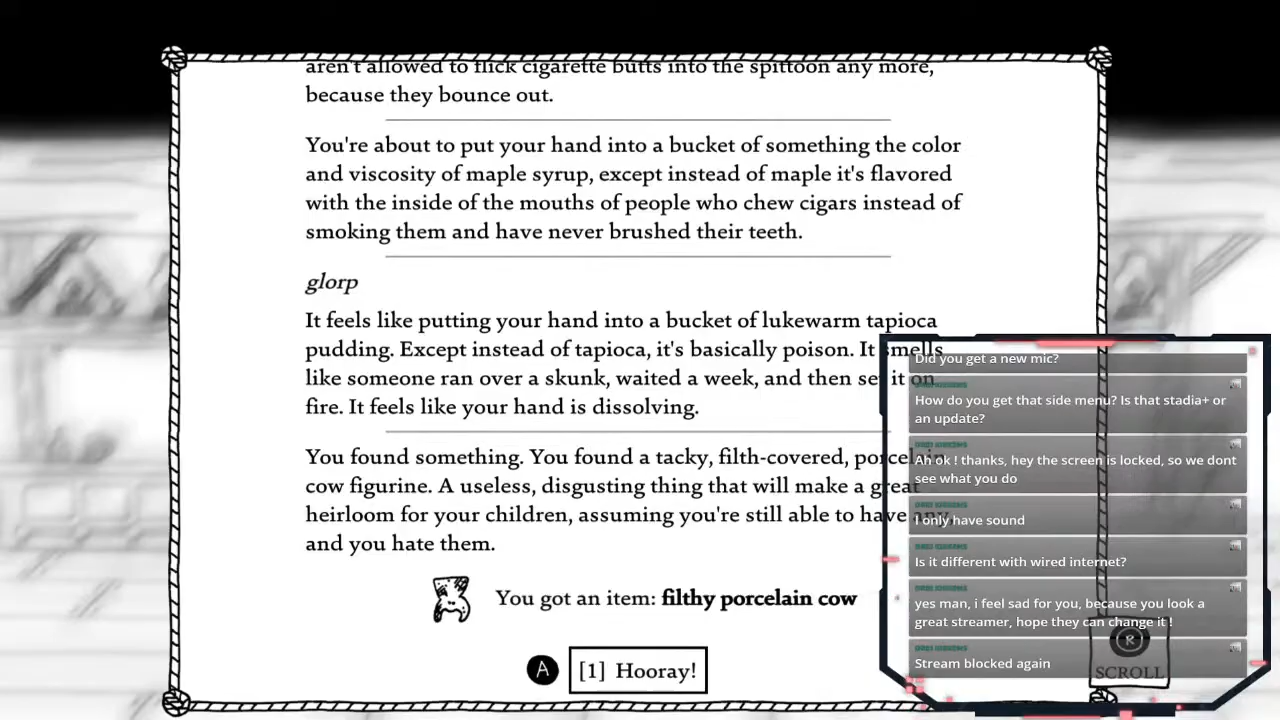 aren't allowed to flick cigarette butts into the spittoon any more,
because they bounce out.
You're about to put your hand into a bucket of something the color
and viscosity of maple syrup, except instead of maple it's flavored
with the inside of the mouths of people who chew cigars instead of
smoking them and have never brushed their teeth.
glorp
It feels like putting your hand into a bucket of lukewarm tapioca
pudding. Except instead of tapioca, it's basically poison. It smells
like someone ran over a skunk, waited a week, and then set it on
fire. It feels like your hand is dissolving.
You found something. You found a tacky, filth-covered, porcelain
cow figurine. A useless, disgusting thing that will make a great
heirloom for your children, assuming you're still able to have any
and you hate them.
You got an item: filthy porcelain cow
A [1] Hooray!
Did you get a new mic?
How do you get that side menu? Is that stadia+ or
an update?
Ah ok ! thanks, hey the screen is locked, so we dont
see what you do
I only have sound
Is it different with wired internet?
yes man, i feel sad for you, because you look a
great streamer, hope they can change it !
Stream blocked again
R
SCROLL